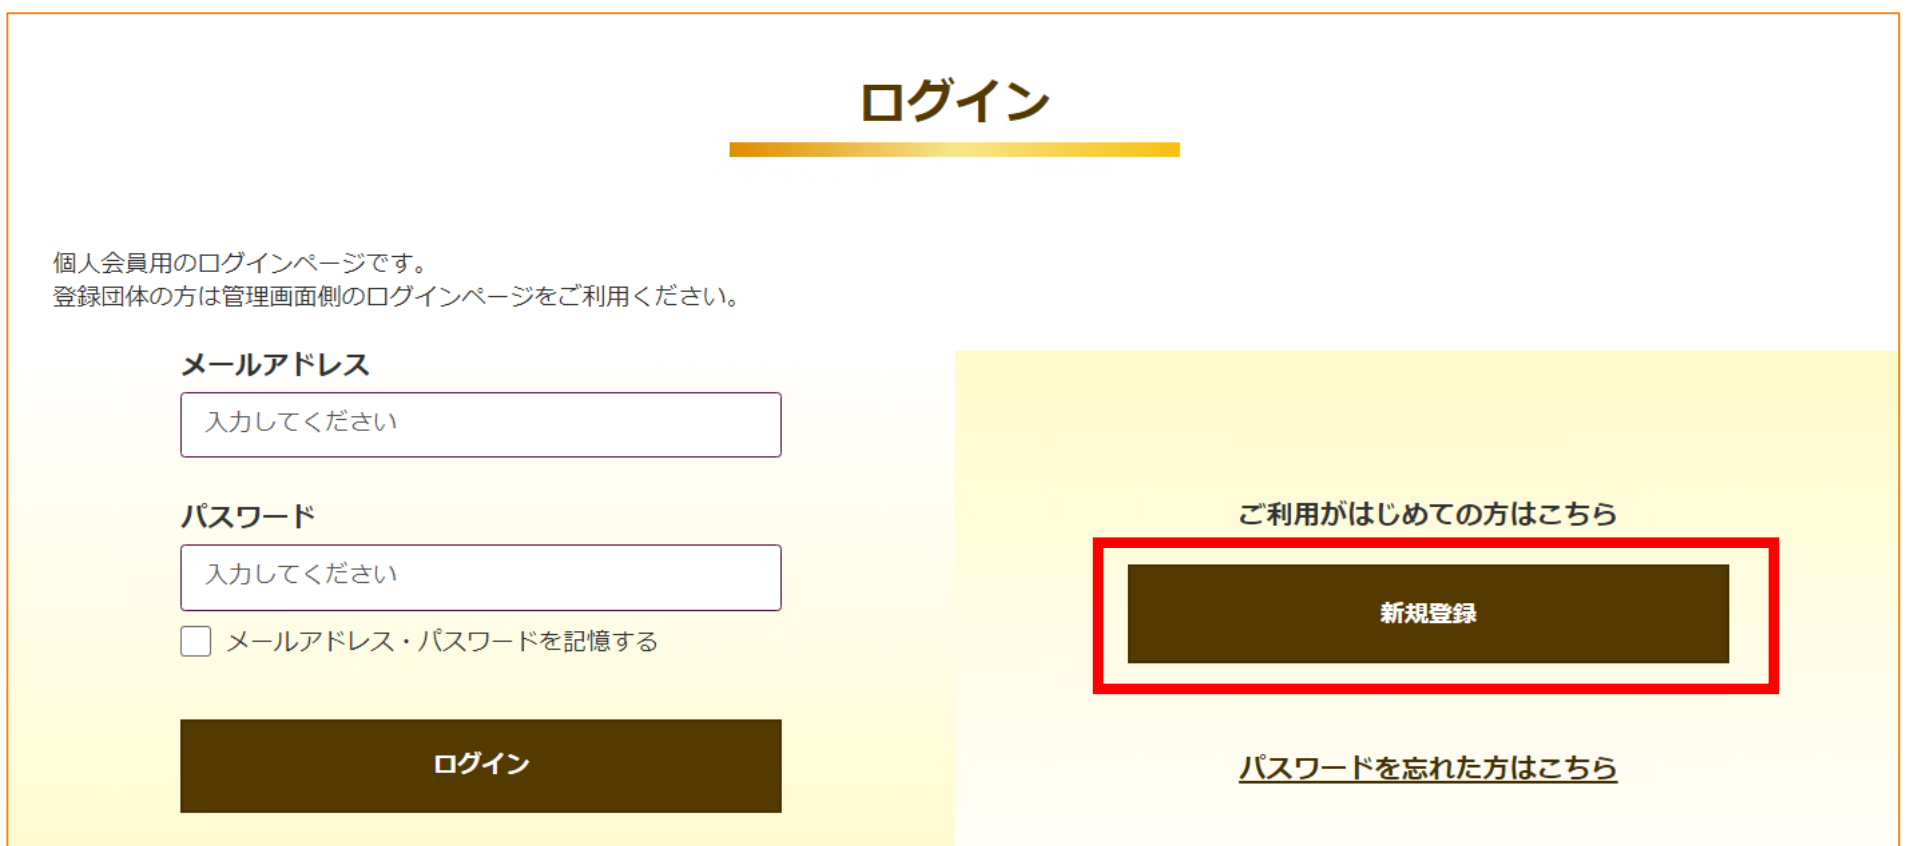 ログイン
個人会員用のログインページです。
登録団体の方は管理画面側のログインページをご利用ください。
メールアドレス
入力してください
パスワード
入力してください
メールアドレス・パスワードを記憶する
ログイン
ご利用がはじめての方はこちら
新規登録
パスワードを忘れた方はこちら